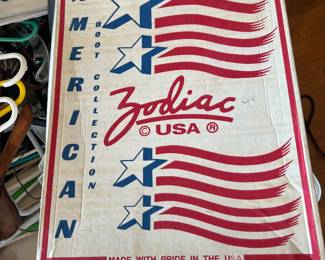 AMERICAN
BOOT COLLECTION
Zodiac
© USA ®
MADE WITH PRIDE IN THE USA